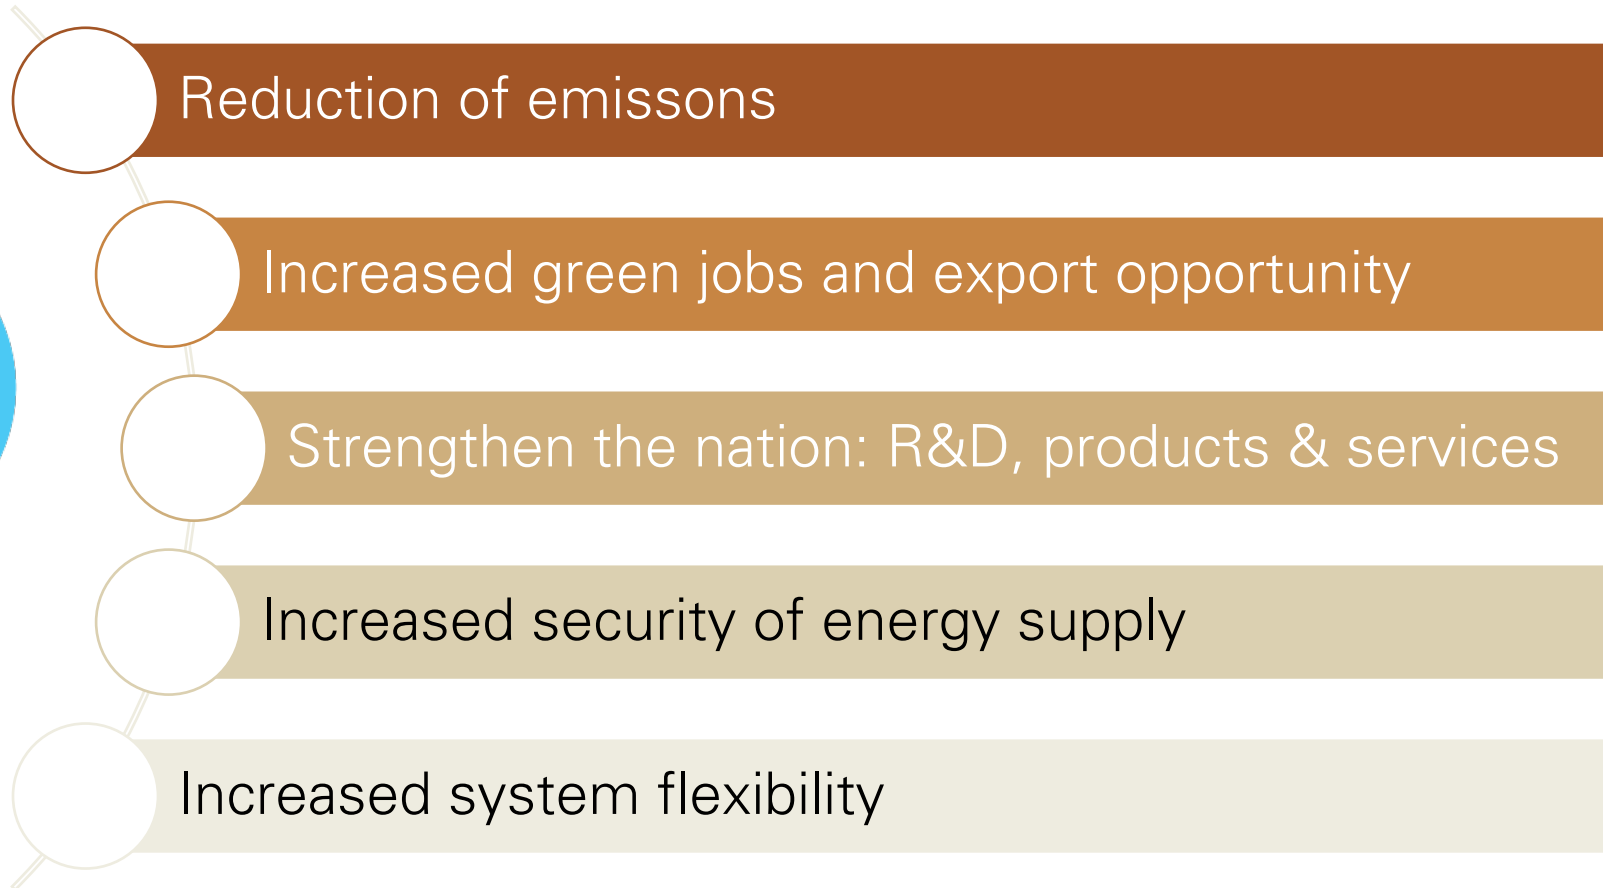 Reduction of emissons
Increased green jobs and export opportunity
Strengthen the nation: R&D, products & services
Increased security of energy supply
Increased system flexibility